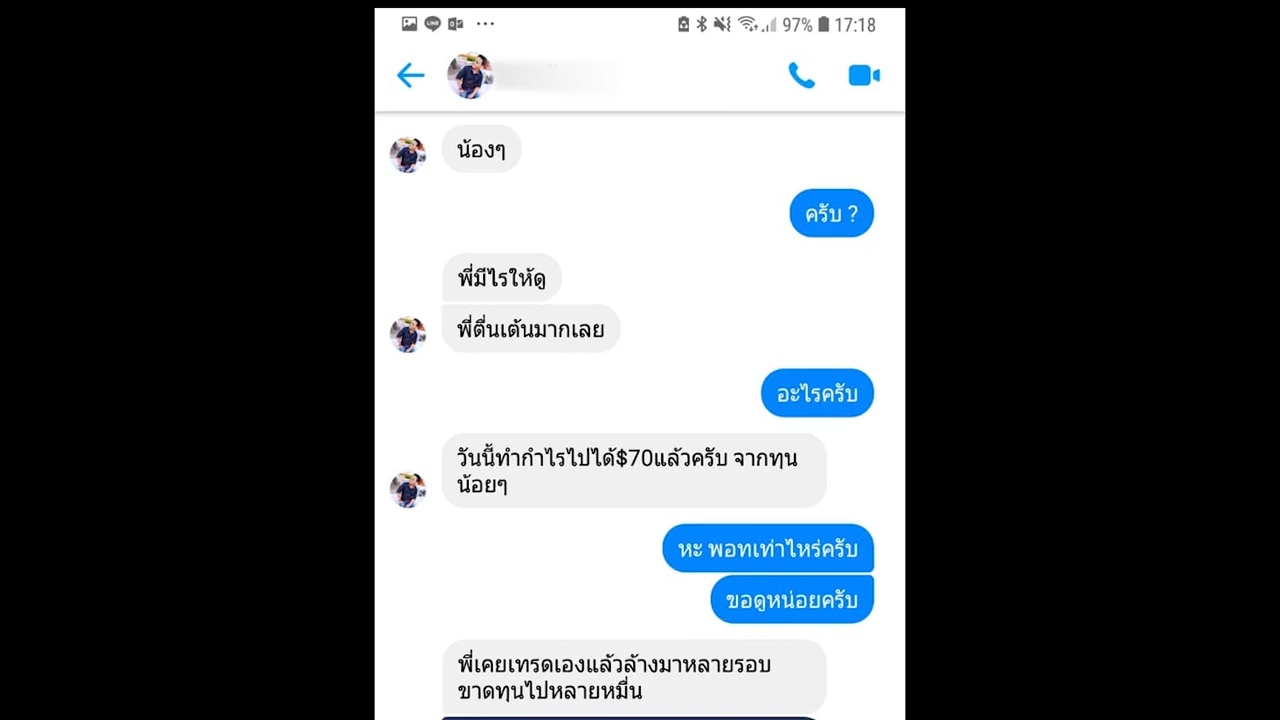 97% 17:18
น้องๆ
ครับ ?
พี่มีไรให้ดู
พี่ตื่นเต้นมากเลย
อะไรครับ
วันนี้ทำกำไรไปได้$70แล้วครับ จากทุน
น้อยๆ
หะ พอทเท่าไหร่ครับ
ขอดูหน่อยครับ
พี่เคยเทรดเองแล้วล้างมาหลายรอบ
ขาดทุนไปหลายหมื่น